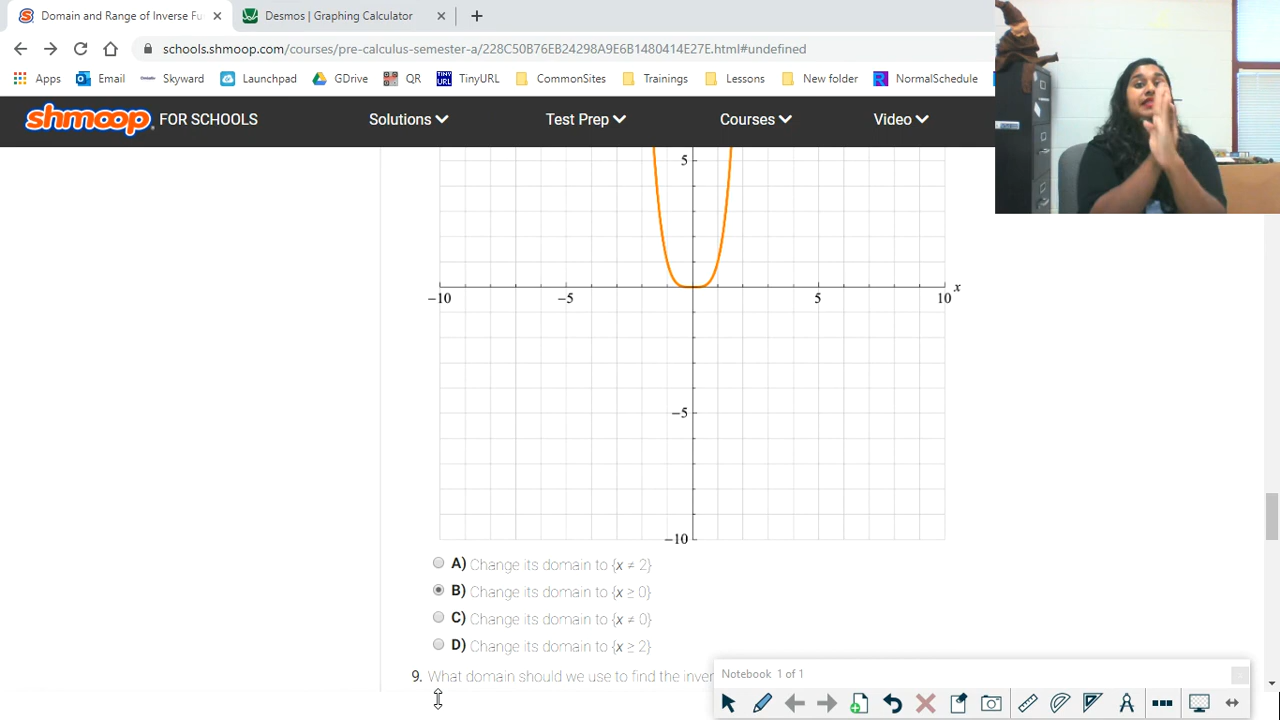 Domain and Range of Inverse Fu
Desmos | Graphing Calculator
schools.shmoop.com/courses/pre-calculus-semester-a/228C50B76EB24298A9E6B1480414E27E.html#undefined
Apps Email Skyward Launchpad GDrive QR TINY URL TinyURL CommonSites Trainings Lessons New folder R NormalSchedule
shmoop FOR SCHOOLS Solutions Test Prep Courses Video
5
−10 −5 5 10 x
−5
−10
A) Change its domain to {x ≠ 2}
B) Change its domain to {x ≥ 0}
C) Change its domain to {x ≠ 0}
D) Change its domain to {x ≥ 2}
9. What domain should we use to find the inver
Notebook 1 of 1